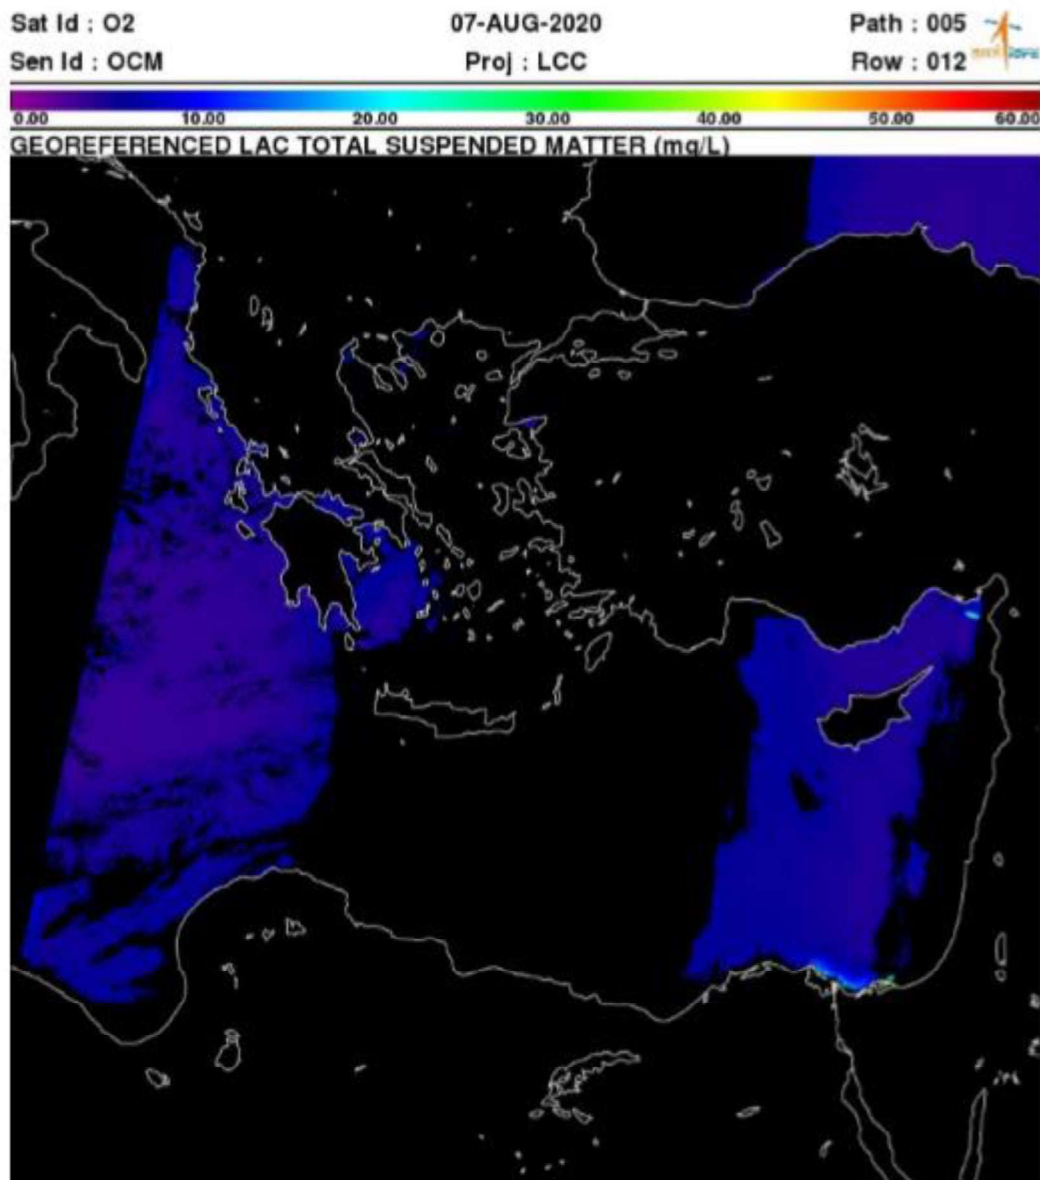 Sat Id : O2 07-AUG-2020 Path : 005
Sen Id : OCM Proj : LCC Row : 012
0.00 10.00 20.00 30.00 40.00 50.00 60.00
GEOREFERENCED LAC TOTAL SUSPENDED MATTER (mg/L)